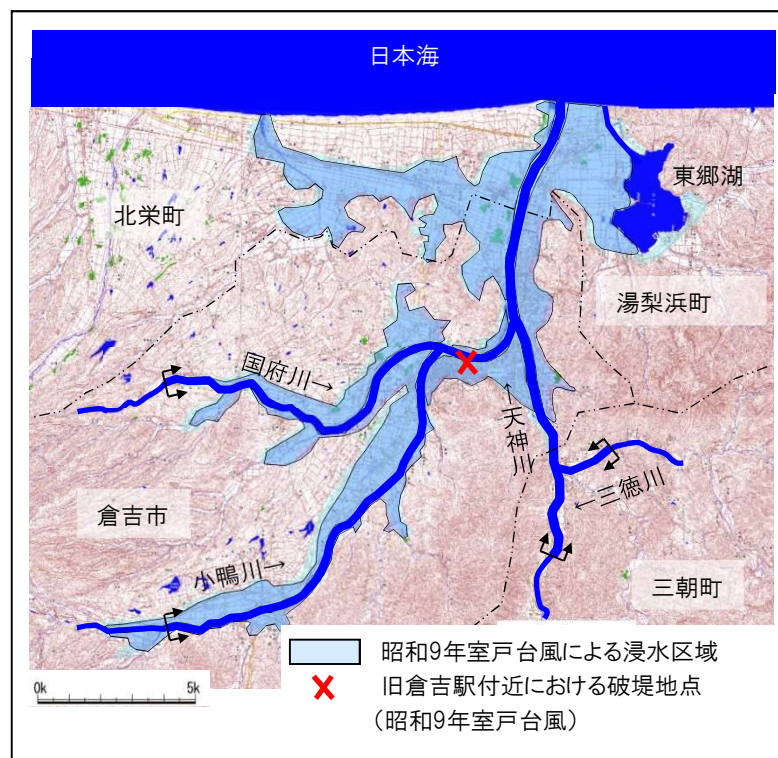 日本海
東郷湖
北栄町
湯梨浜町
国府川→
←天神川
←三徳川
倉吉市
小鴨川→
三朝町
昭和9年室戸台風による浸水区域
旧倉吉駅付近における破堤地点
（昭和9年室戸台風）
0k 5k